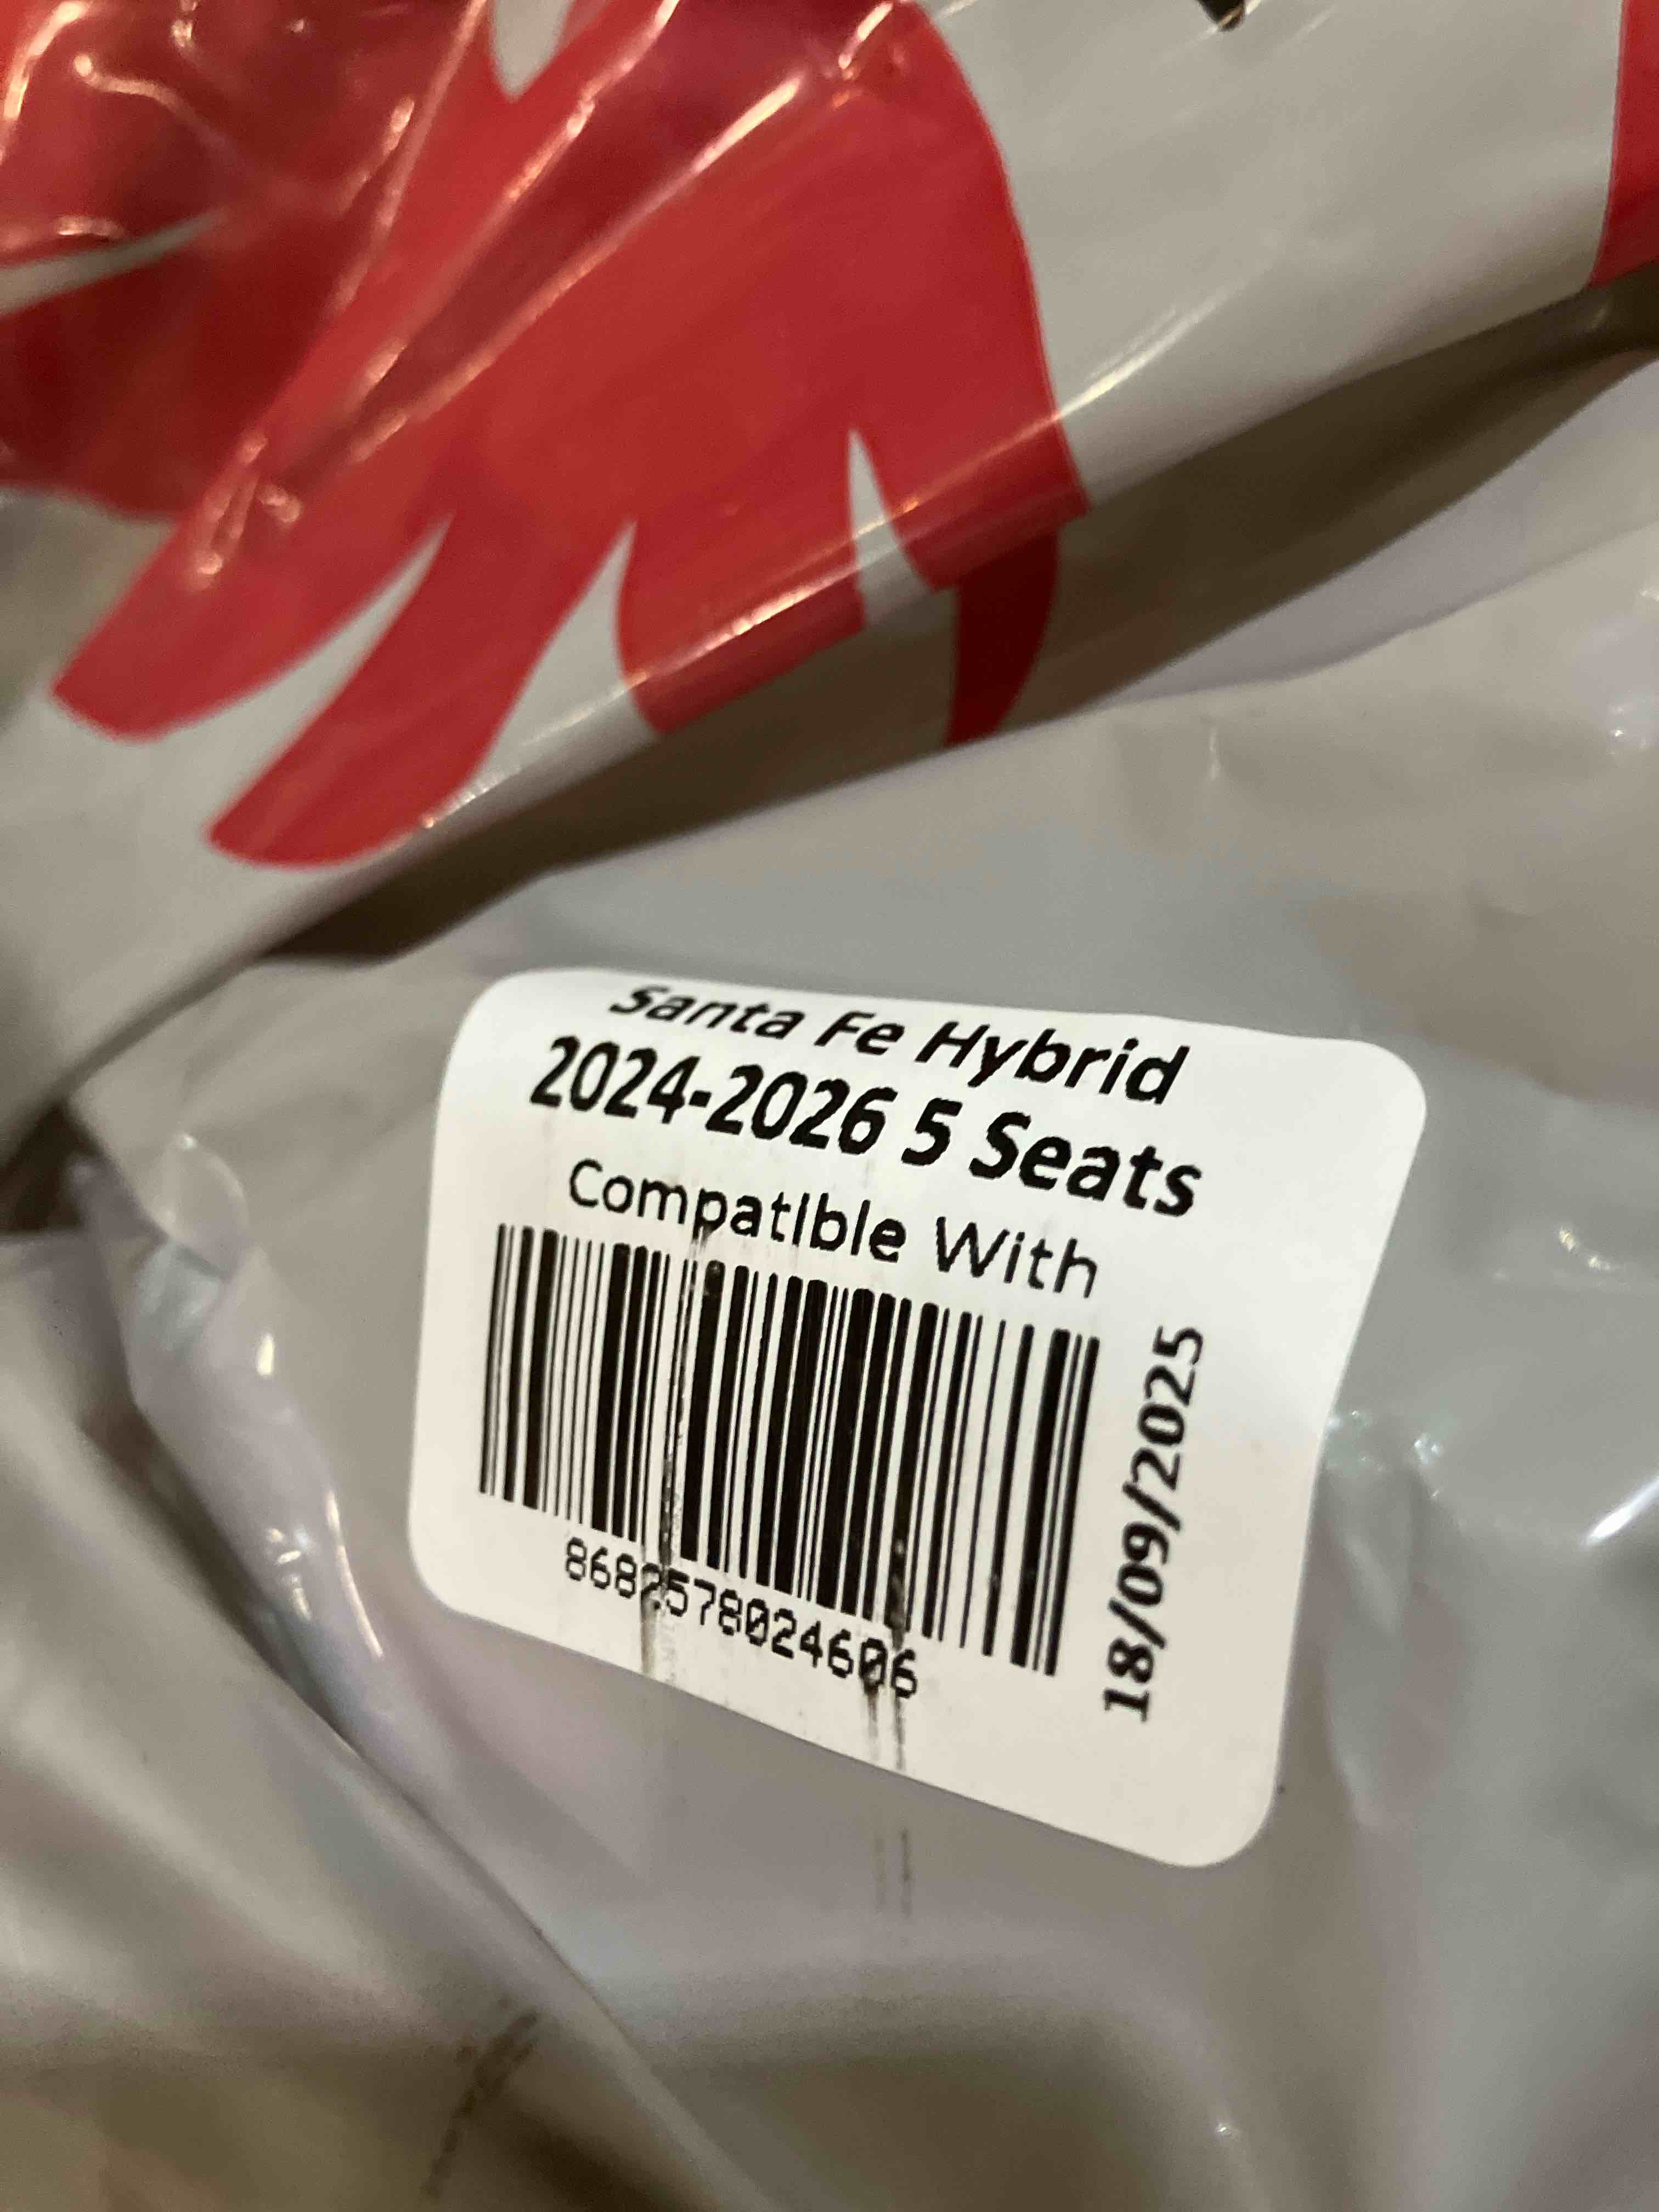 Santa Fe Hybrid
2024-2026 5 Seats
Compatible With
8682578024606
18/09/2025